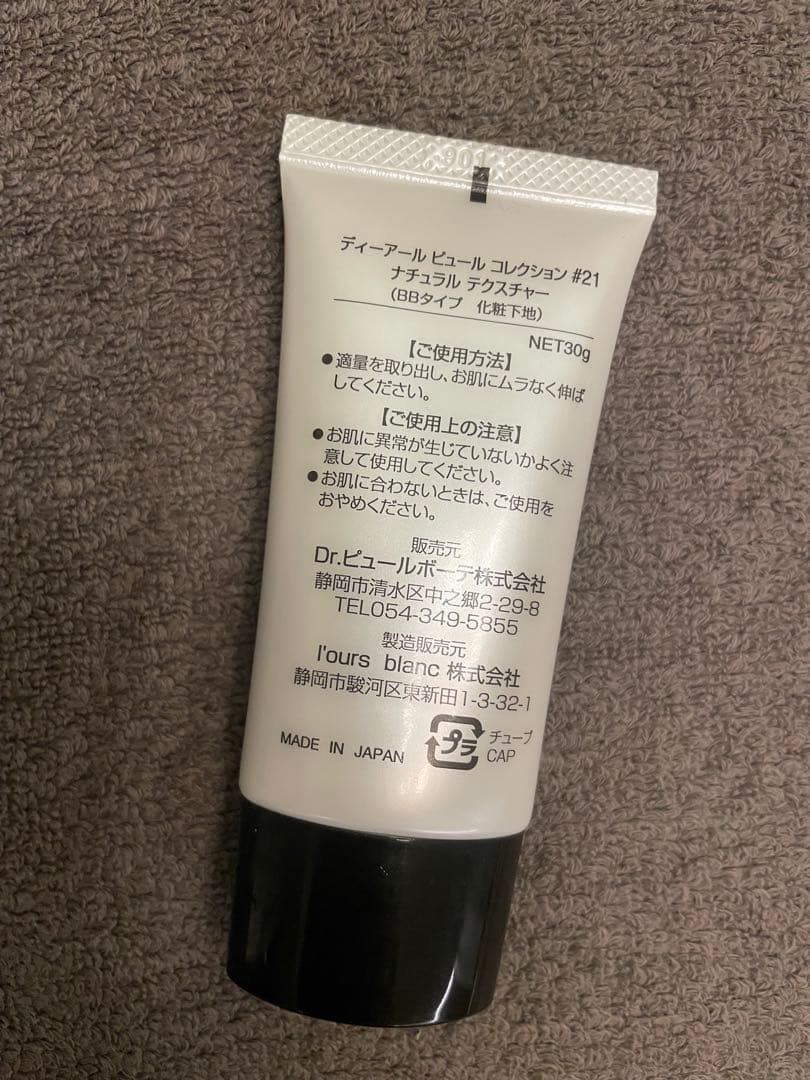 901
ディーアール ピュール コレクション #21
ナチュラル テクスチャー
(BBタイプ 化粧下地)
NET30g
【ご使用方法】
●適量を取り出し、お肌にムラなく伸ば
してください。
【ご使用上の注意】
●お肌に異常が生じていないかよく注
意して使用してください。
●お肌に合わないときは、ご使用を
おやめください。
販売元
Dr.ピュールボーテ株式会社
静岡市清水区中之郷2-29-8
TEL054-349-5855
製造販売元
l'ours blanc 株式会社
静岡市駿河区東新田1-3-32-1
MADE IN JAPAN
プラ
チューブ
CAP